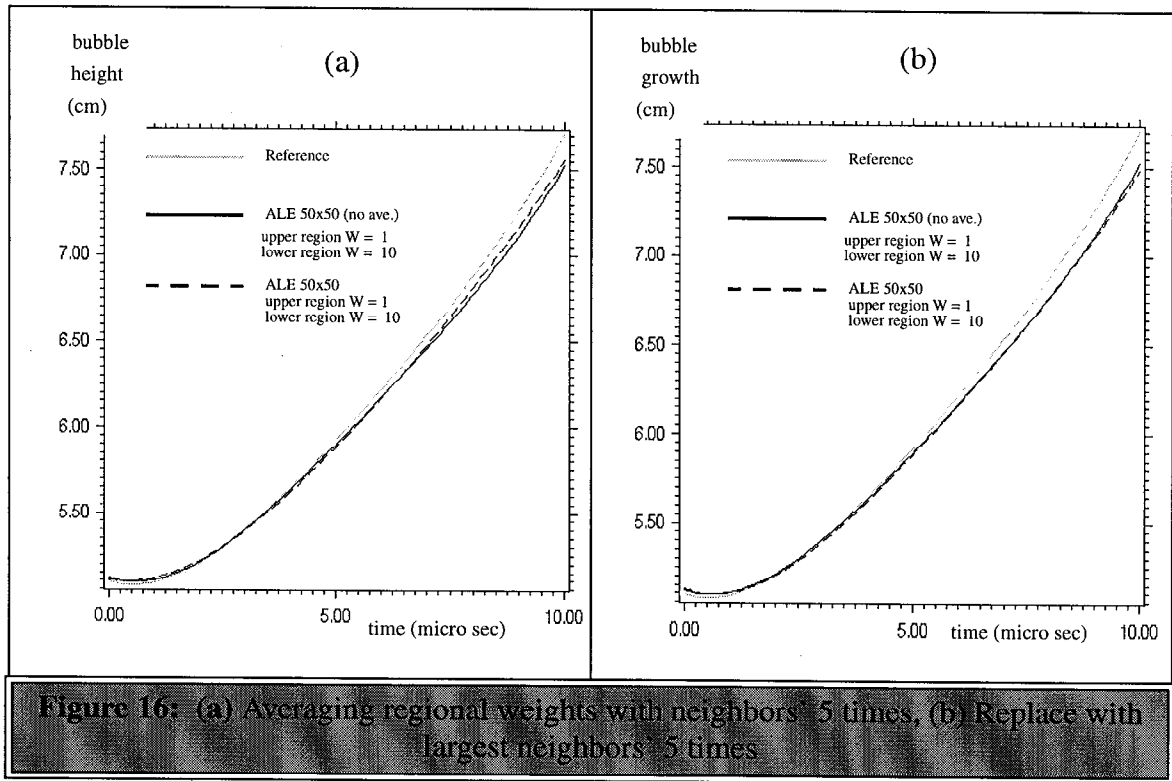 bubble
height
(cm)
(a)
Reference
ALE 50x50 (no ave.)
upper region W = 1
lower region W = 10
ALE 50x50
upper region W = 1
lower region W = 10
7.50
7.00
6.50
6.00
5.50
0.00
5.00
10.00
time (micro sec)
bubble
growth
(cm)
(b)
Reference
ALE 50x50 (no ave.)
upper region W = 1
lower region W = 10
ALE 50x50
upper region W = 1
lower region W = 10
7.50
7.00
6.50
6.00
5.50
0.00
5.00
time (micro sec)
10.00
Figure 16: (a) Averaging regional weights with neighbors' 5 times, (b) Replace with
largest neighbors' 5 times